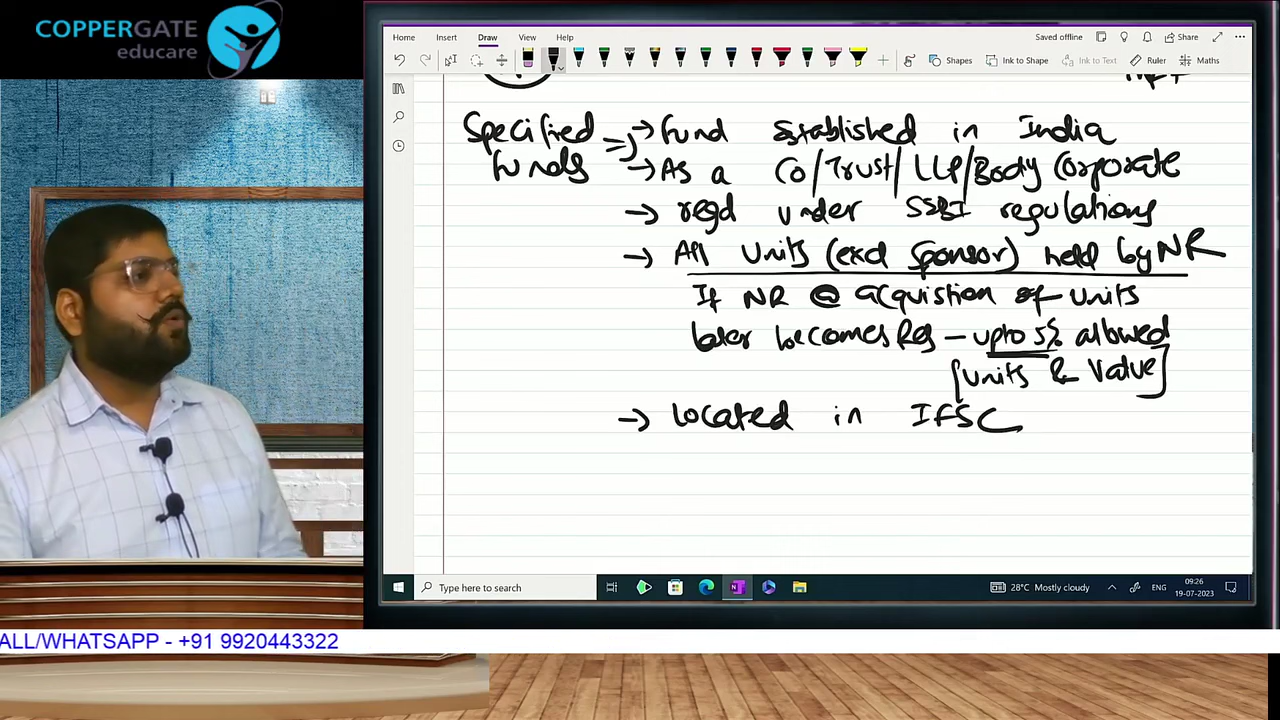 COPPERGATE
educare
Home Insert Draw View Help
Saved offline Share
Shapes Ink to Shape Ink to Text Ruler Maths
Specified => → Fund established in India
funds → As a Co/Trust/LLP/Body Corporate
→ regd under SEBI regulations
→ All Units (excl sponsor) held by NR
If NR @ acquistion of units
later becomes Res – upto 5% allowed
[Units & Value]
→ Located in IFSC
Type here to search
28°C Mostly cloudy
ENG
09:26
19-07-2023
ALL/WHATSAPP - +91 9920443322